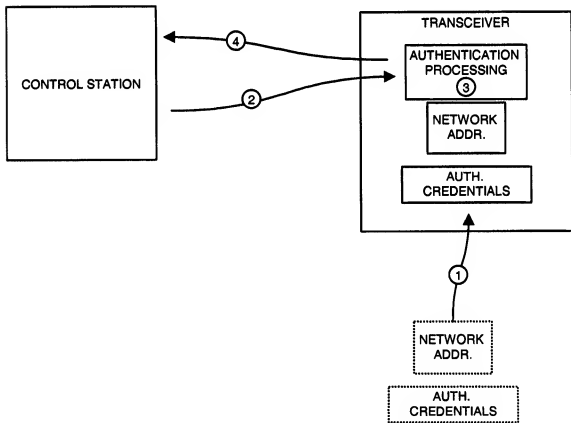 TRANSCEIVER
4
AUTHENTICATION
PROCESSING
3
CONTROL STATION
2
NETWORK
ADDR.
AUTH.
CREDENTIALS
1
NETWORK
ADDR.
AUTH.
CREDENTIALS